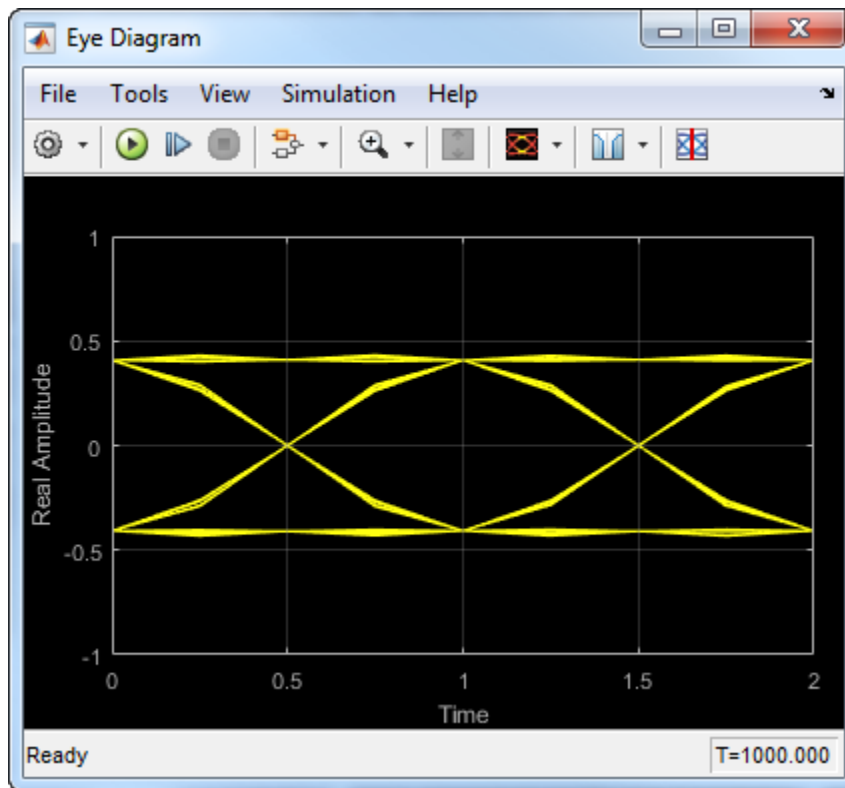 Eye Diagram
File Tools View Simulation Help
1
0.5
0
-0.5
-1
Real Amplitude
0 0.5 1 1.5 2
Time
Ready T=1000.000